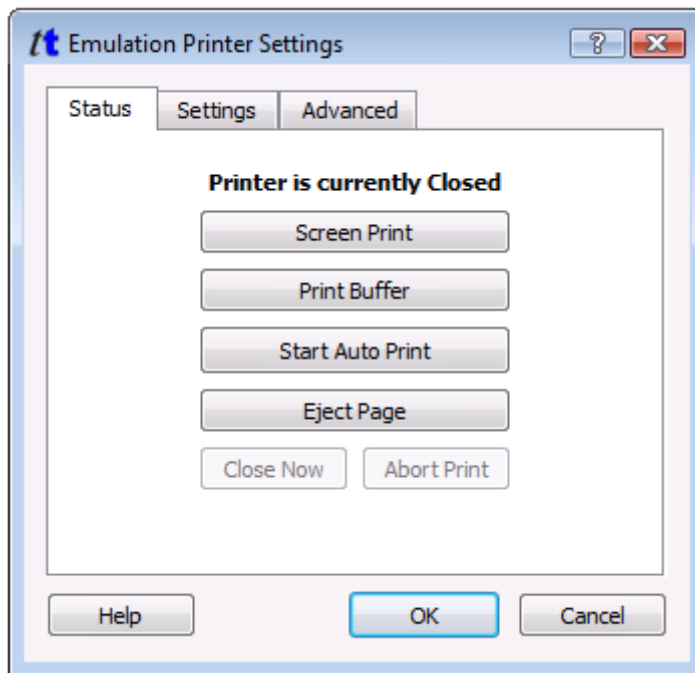 tt Emulation Printer Settings ?
Status Settings Advanced
Printer is currently Closed
Screen Print
Print Buffer
Start Auto Print
Eject Page
Close Now Abort Print
Help OK Cancel